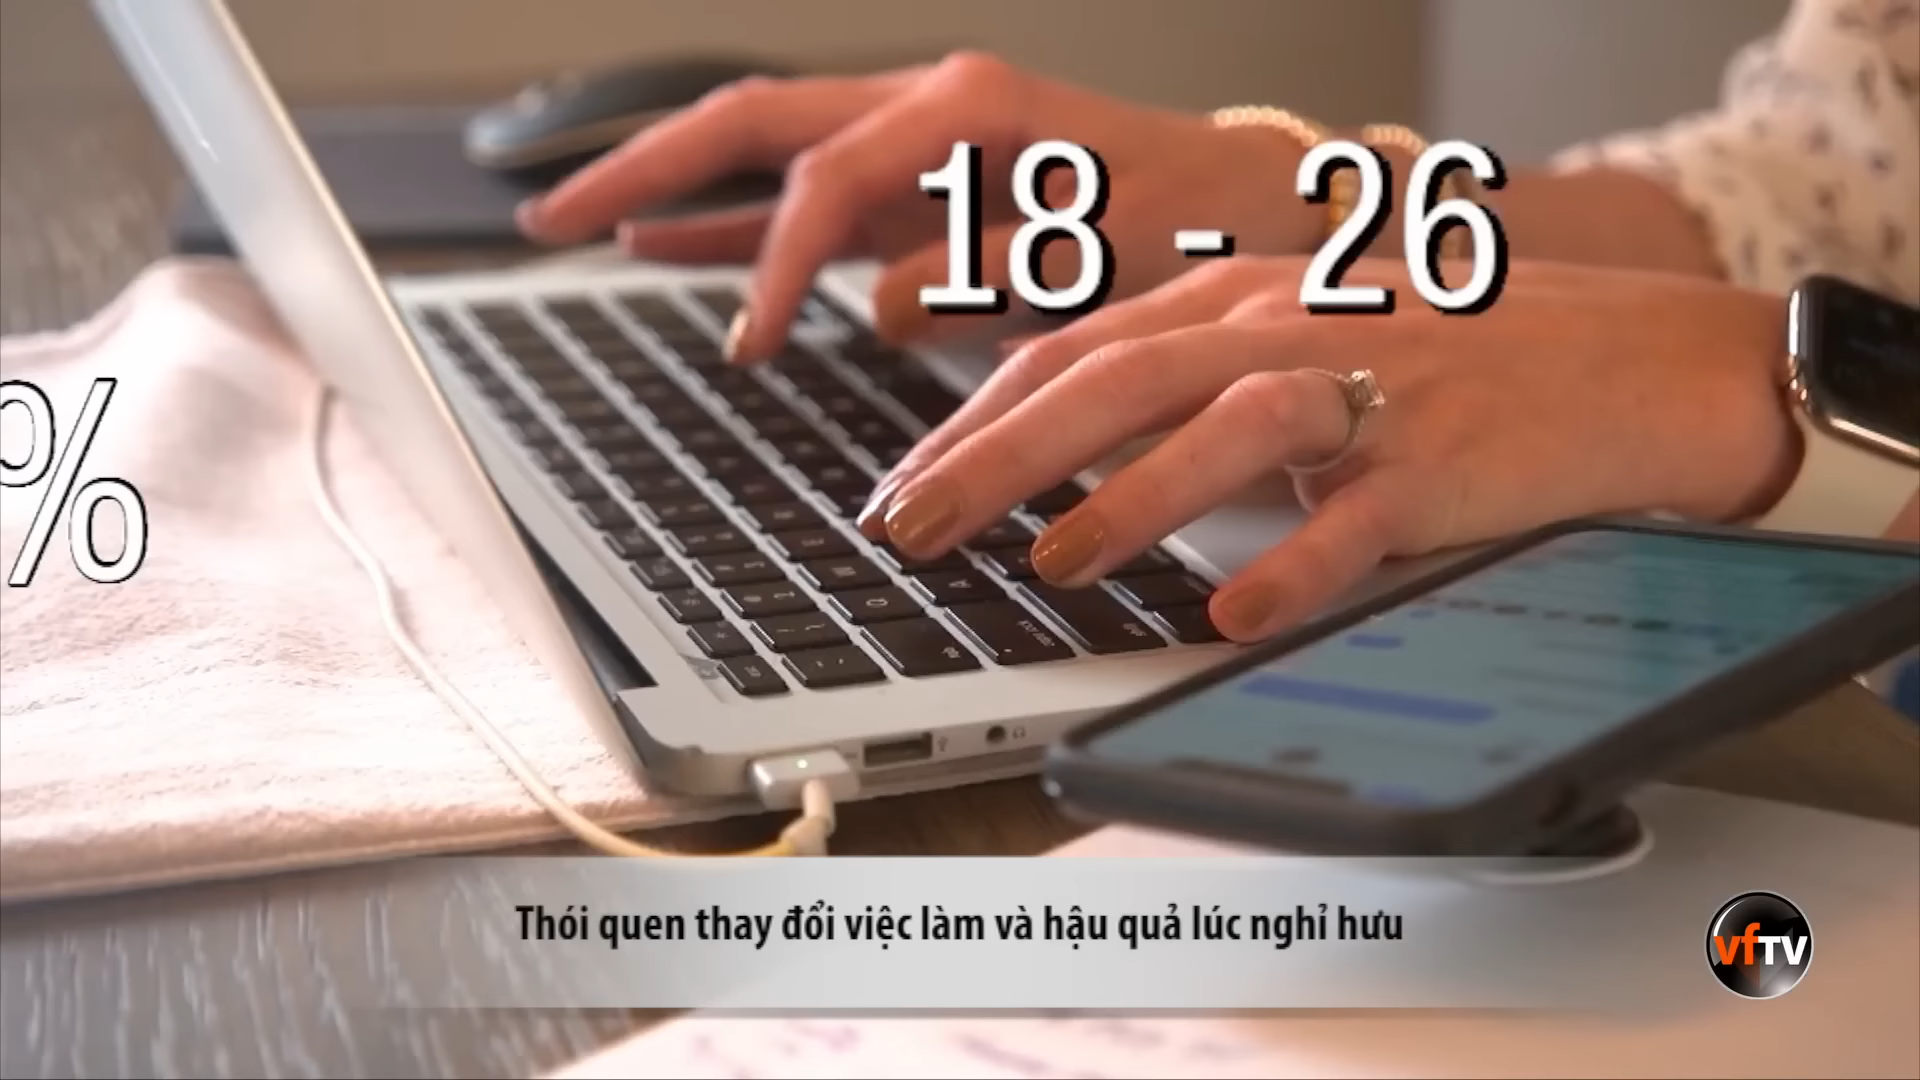 18 - 26
%
Thói quen thay đổi việc làm và hậu quả lúc nghỉ hưu
vfTV